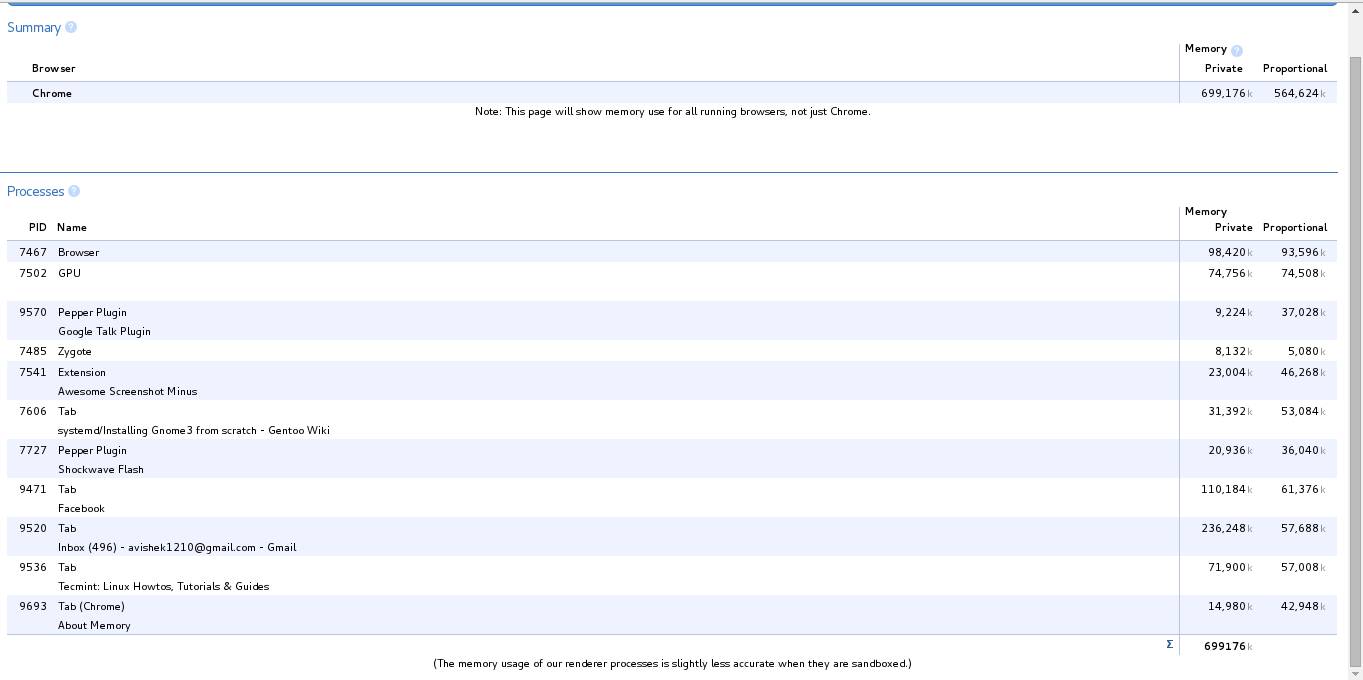 Summary ?
Memory ?
Browser Private Proportional
Chrome 699,176k 564,624k
Note: This page will show memory use for all running browsers, not just Chrome.
Processes ?
Memory
PID Name Private Proportional
7467 Browser 98,420k 93,596k
7502 GPU 74,756k 74,508k
9570 Pepper Plugin 9,224k 37,028k
Google Talk Plugin
7485 Zygote 8,132k 5,080k
7541 Extension 23,004k 46,268k
Awesome Screenshot Minus
7606 Tab 31,392k 53,084k
systemd/Installing Gnome3 from scratch - Gentoo Wiki
7727 Pepper Plugin 20,936k 36,040k
Shockwave Flash
9471 Tab 110,184k 61,376k
Facebook
9520 Tab 236,248k 57,688k
Inbox (496) - avishek1210@gmail.com - Gmail
9536 Tab 71,900k 57,008k
Tecmint: Linux Howtos, Tutorials & Guides
9693 Tab (Chrome) 14,980k 42,948k
About Memory
Σ 699176k
(The memory usage of our renderer processes is slightly less accurate when they are sandboxed.)